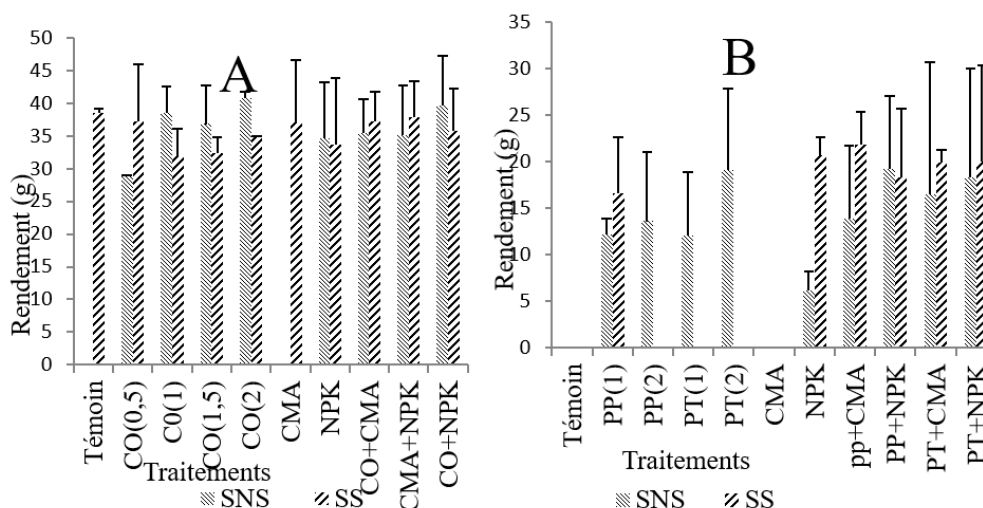 A
Rendement (g)
50
45
40
35
30
25
20
15
10
5
0
Témoin
CO(0,5)
C0(1)
CO(1,5)
CO(2)
CMA
NPK
CO+CMA
CMA+NPK
CO+NPK
Traitements
SNS
SS
B
Rendement (g)
35
30
25
20
15
10
5
0
Témoin
PP(1)
PP(2)
PT(1)
PT(2)
CMA
NPK
pp+CMA
PP+NPK
PT+CMA
PT+NPK
Traitements
SNS
SS